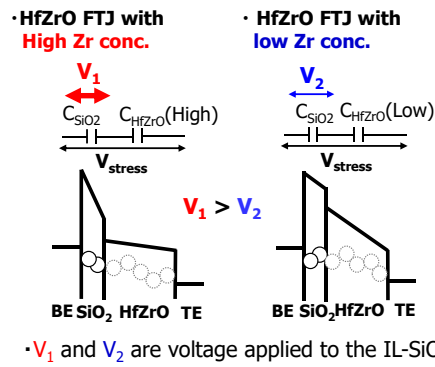 ·HfZrO FTJ with
High Zr conc.
V1
CSiO2 CHfZrO(High)
Vstress
BE SiO2 HfZrO TE
V1 > V2
· HfZrO FTJ with
low Zr conc.
V2
CSiO2 CHfZrO(Low)
Vstress
BE SiO2 HfZrO TE
·V1 and V2 are voltage applied to the IL-SiO